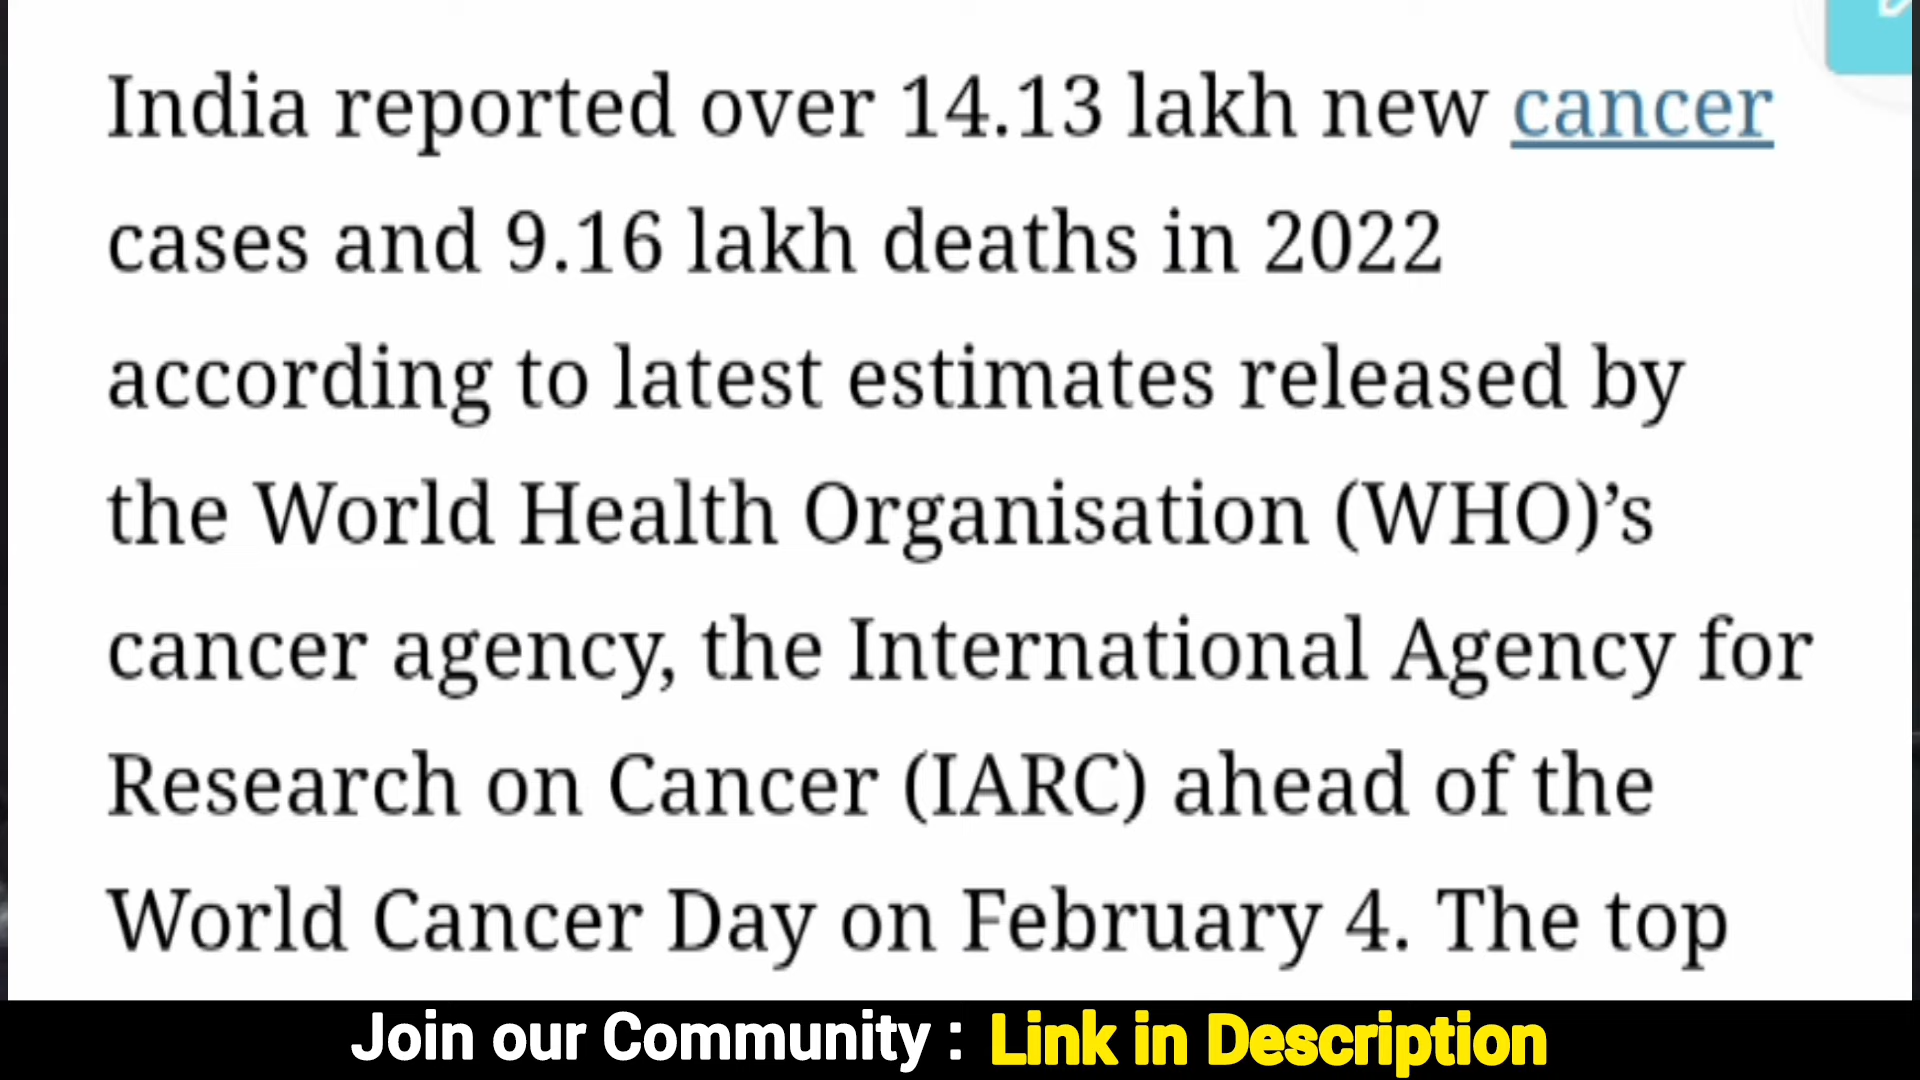 India reported over 14.13 lakh new cancer
cases and 9.16 lakh deaths in 2022
according to latest estimates released by
the World Health Organisation (WHO)’s
cancer agency, the International Agency for
Research on Cancer (IARC) ahead of the
World Cancer Day on February 4. The top
Join our Community : Link in Description